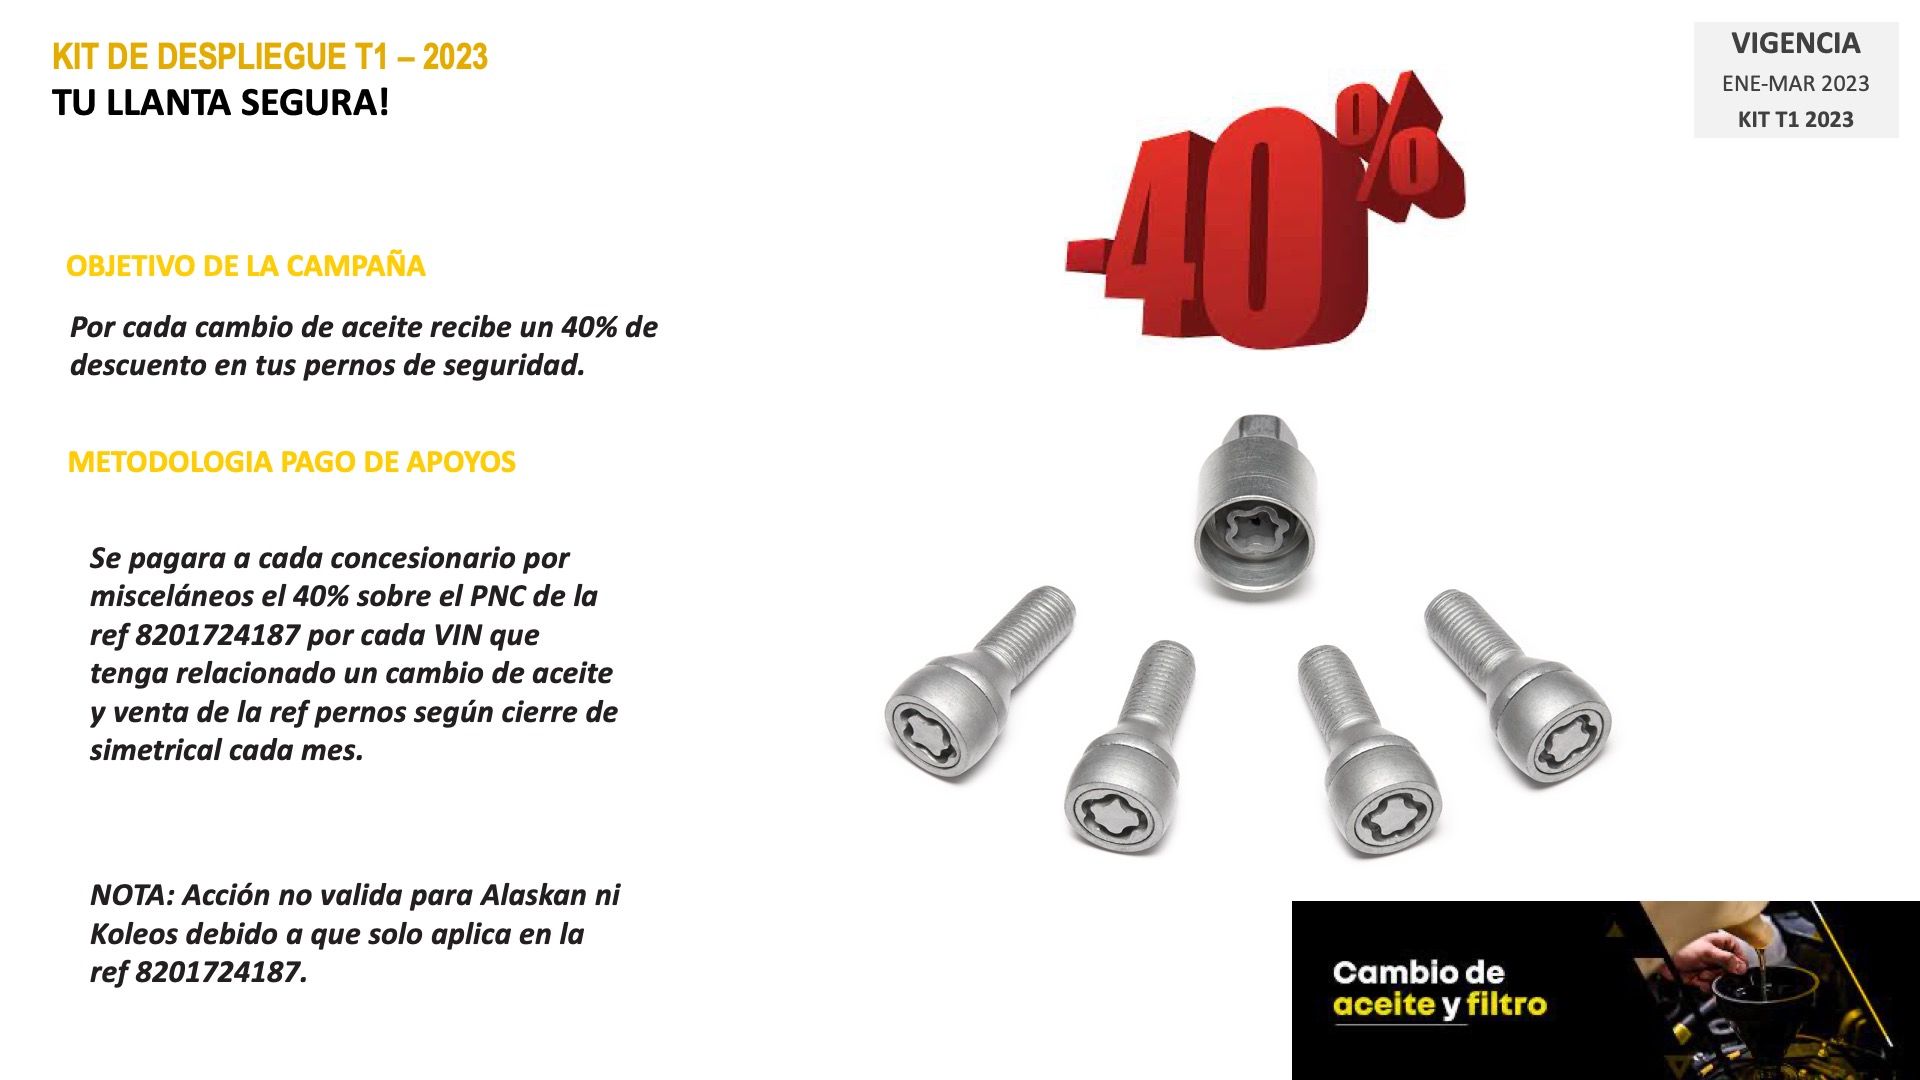 KIT DE DESPLIEGUE T1 – 2023
TU LLANTA SEGURA!
VIGENCIA
ENE-MAR 2023
KIT T1 2023
-40%
OBJETIVO DE LA CAMPAÑA
Por cada cambio de aceite recibe un 40% de
descuento en tus pernos de seguridad.
METODOLOGIA PAGO DE APOYOS
Se pagara a cada concesionario por
misceláneos el 40% sobre el PNC de la
ref 8201724187 por cada VIN que
tenga relacionado un cambio de aceite
y venta de la ref pernos según cierre de
simetrical cada mes.
NOTA: Acción no valida para Alaskan ni
Koleos debido a que solo aplica en la
ref 8201724187.
Cambio de
aceite y filtro